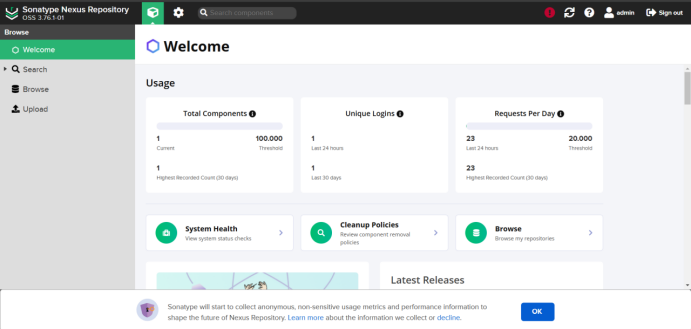 Sonatype Nexus Repository
OSS 3.76.1-01
Search components
admin
Sign out
Browse
Welcome
Search
Browse
Upload
Welcome
Usage
Total Components
1
100.000
Current
Threshold
1
Highest Recorded Count (30 days)
Unique Logins
1
Last 24 hours
1
Last 30 days
Requests Per Day
23
20.000
Last 24 hours
Threshold
23
Highest Recorded Count (30 days)
System Health
View system status checks
Cleanup Policies
Review component removal
policies
Browse
Browse my repositories
Latest Releases
Sonatype will start to collect anonymous, non-sensitive usage metrics and performance information to
shape the future of Nexus Repository. Learn more about the information we collect or decline.
OK